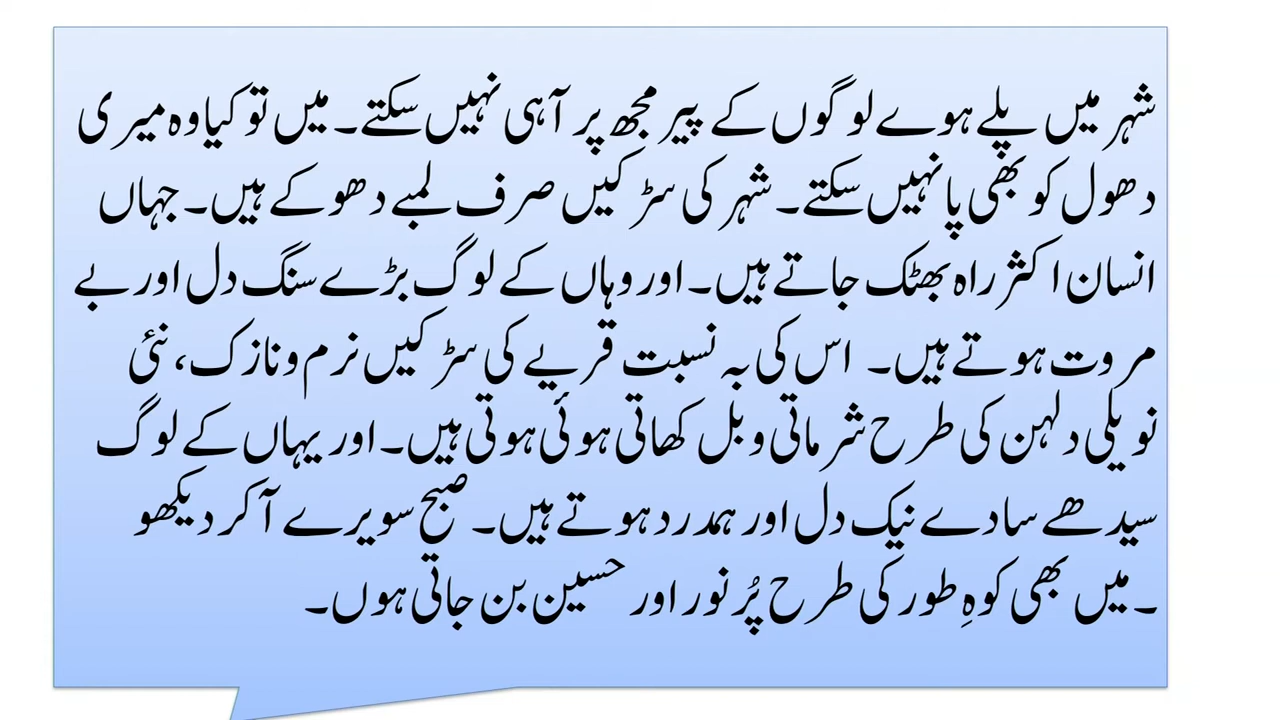 شہر میں پلے ہوے لوگوں کے پیر مجھ پر آہی نہیں سکتے۔ میں تو کیا وہ میری
دھول کو بھی پا نہیں سکتے۔ شہر کی سڑکیں صرف لمبے دھوکے ہیں۔ جہاں
انسان اکثر راہ بھٹک جاتے ہیں۔ اور وہاں کے لوگ بڑے سنگ دل اور بے
مروت ہوتے ہیں۔ اس کی بہ نسبت قریے کی سڑکیں نرم و نازک، نئی
نویلی دلہن کی طرح شرماتی و بل کھاتی ہوئی ہوتی ہیں۔ اور یہاں کے لوگ
سیدھے سادے نیک دل اور ہمدرد ہوتے ہیں۔ صبح سویرے آکر دیکھو
۔ میں بھی کوہِ طور کی طرح پُر نور اور حسین بن جاتی ہوں۔